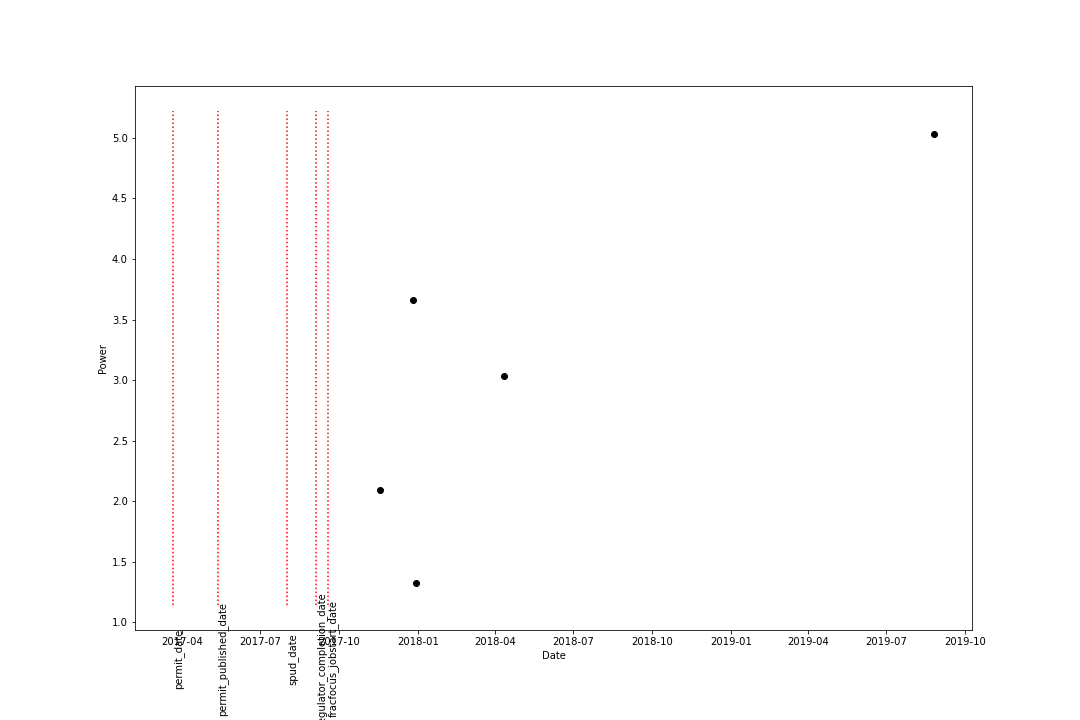 5.0
4.5
4.0
3.5
3.0
2.5
2.0
1.5
1.0
Power
2017-04
2017-07
2017-10
2018-01
2018-04
2018-07
2018-10
2019-01
2019-04
2019-07
2019-10
Date
permit_date
permit_published_date
spud_date
egulator_completion_date
fracfocus_jobstart_date